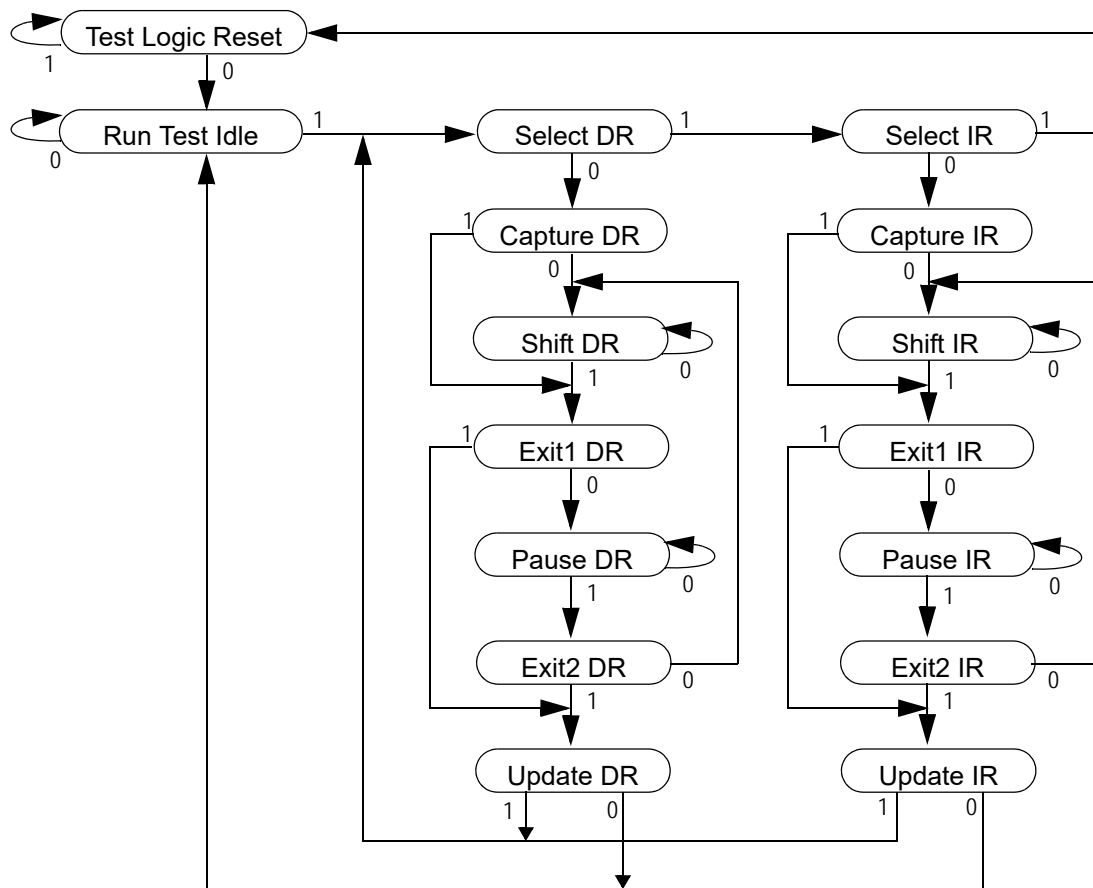 Test Logic Reset
1
0
Run Test Idle
1
0
Select DR
1
0
Select IR
1
0
1
Capture DR
0
1
Capture IR
0
Shift DR
0
1
Shift IR
0
1
1
Exit1 DR
0
1
Exit1 IR
0
Pause DR
0
1
Pause IR
0
1
Exit2 DR
0
1
Exit2 IR
0
1
Update DR
1
0
Update IR
1
0